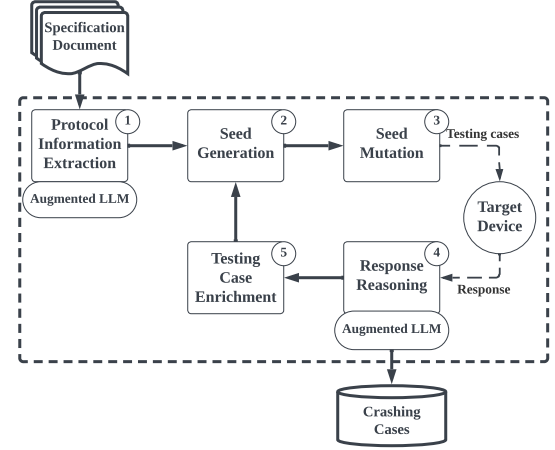 Specification
Document
1
Protocol
Information
Extraction
Augmented LLM
2
Seed
Generation
3
Seed
Mutation
Testing cases
Target
Device
Response
4
Response
Reasoning
Augmented LLM
5
Testing
Case
Enrichment
Crashing
Cases